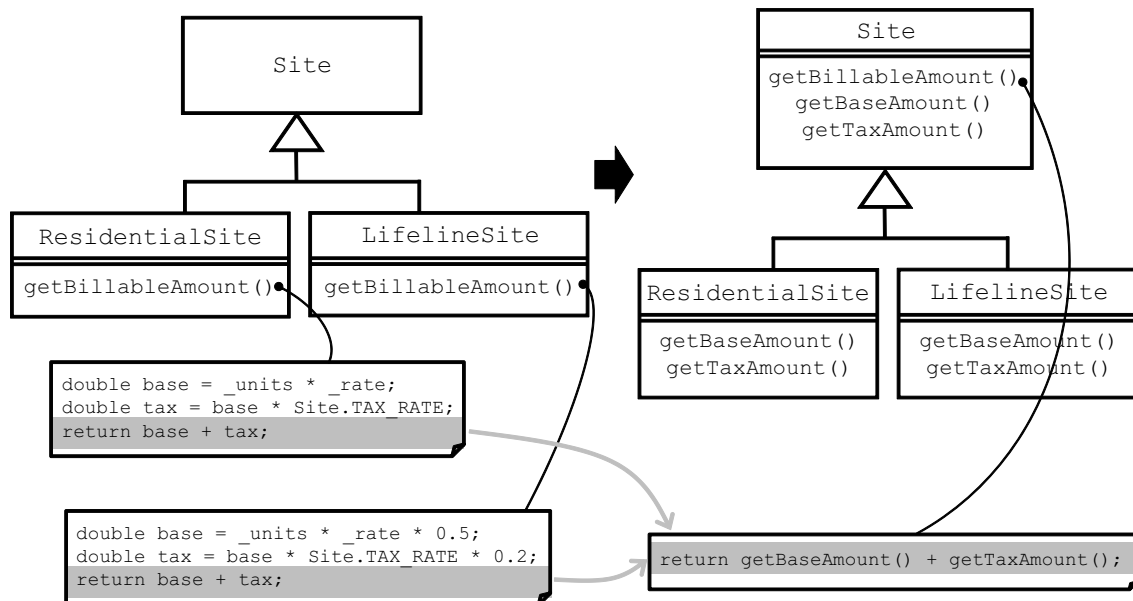 Site
ResidentialSite
getBillableAmount()
LifelineSite
getBillableAmount()
double base = _units * _rate;
double tax = base * Site.TAX_RATE;
return base + tax;
double base = _units * _rate * 0.5;
double tax = base * Site.TAX_RATE * 0.2;
return base + tax;
Site
getBillableAmount()
getBaseAmount()
getTaxAmount()
ResidentialSite
getBaseAmount()
getTaxAmount()
LifelineSite
getBaseAmount()
getTaxAmount()
return getBaseAmount() + getTaxAmount();